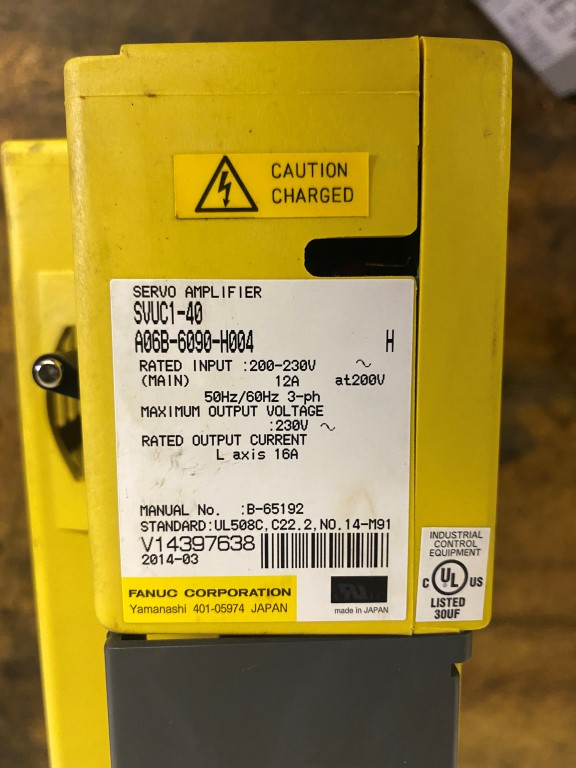 CAUTION
CHARGED
SERVO AMPLIFIER
SVUC1-40
A06B-6090-H004 H
RATED INPUT :200-230V ~
(MAIN) 12A at200V
50Hz/60Hz 3-ph
MAXIMUM OUTPUT VOLTAGE
:230V ~
RATED OUTPUT CURRENT
L axis 16A
MANUAL No. :B-65192
STANDARD:UL508C,C22.2,NO.14-M91
V14397638
2014-03
FANUC CORPORATION
Yamanashi 401-05974 JAPAN
made in JAPAN
INDUSTRIAL
CONTROL
EQUIPMENT
C UL US
LISTED
30UF